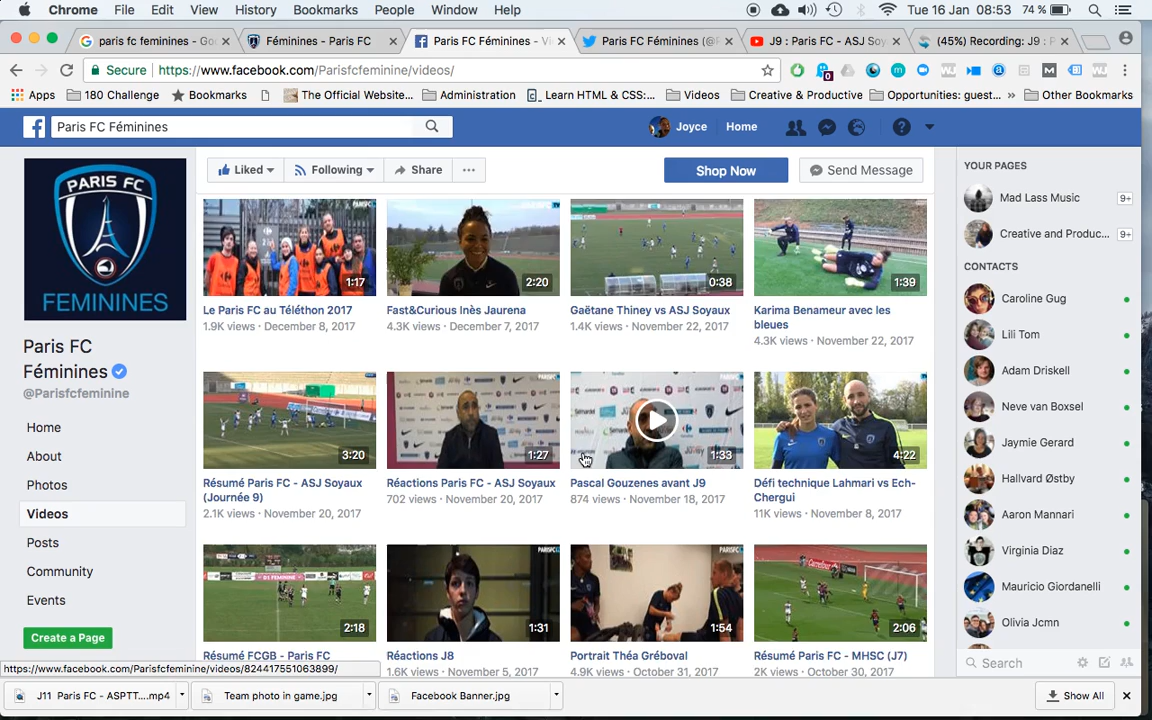 Chrome File Edit View History Bookmarks People Window Help Tue 16 Jan 08:53 74 %
paris fc feminines - Go
Féminines - Paris FC
Paris FC Féminines - Vi
Paris FC Féminines (@P
J9 : Paris FC - ASJ Soy
(45%) Recording: J9 : P
Secure https://www.facebook.com/Parisfcfeminine/videos/
Apps 180 Challenge Bookmarks The Official Website... Administration Learn HTML & CSS:... Videos Creative & Productive Opportunities: guest... » Other Bookmarks
Paris FC Féminines
Joyce Home
PARIS FC
FEMININES
Liked Following Share ... Shop Now Send Message
1:17 2:20 0:38 1:39
Le Paris FC au Téléthon 2017
1.9K views · December 8, 2017
Fast&Curious Inès Jaurena
4.3K views · December 7, 2017
Gaëtane Thiney vs ASJ Soyaux
1.4K views · November 22, 2017
Karima Benameur avec les
bleues
4.3K views · November 22, 2017
3:20 1:27 1:33 4:22
Résumé Paris FC - ASJ Soyaux
(Journée 9)
2.1K views · November 20, 2017
Réactions Paris FC - ASJ Soyaux
702 views · November 20, 2017
Pascal Gouzenes avant J9
874 views · November 18, 2017
Défi technique Lahmari vs Ech-
Chergui
11K views · November 8, 2017
2:18 1:31 1:54 2:06
Résumé FCGB - Paris FC
Réactions J8
1.6K views · November 5, 2017
Portrait Théa Gréboval
4.9K views · October 31, 2017
Résumé Paris FC - MHSC (J7)
2K views · October 30, 2017
Paris FC
Féminines
@Parisfcfeminine
Home
About
Photos
Videos
Posts
Community
Events
Create a Page
YOUR PAGES
Mad Lass Music 9+
Creative and Produc... 9+
CONTACTS
Caroline Gug
Lili Tom
Adam Driskell
Neve van Boxsel
Jaymie Gerard
Hallvard Østby
Aaron Mannari
Virginia Diaz
Mauricio Giordanelli
Olivia Jcmn
Search
https://www.facebook.com/Parisfcfeminine/videos/824417551063899/
J11 Paris FC - ASPTT....mp4
Team photo in game.jpg
Facebook Banner.jpg
Show All